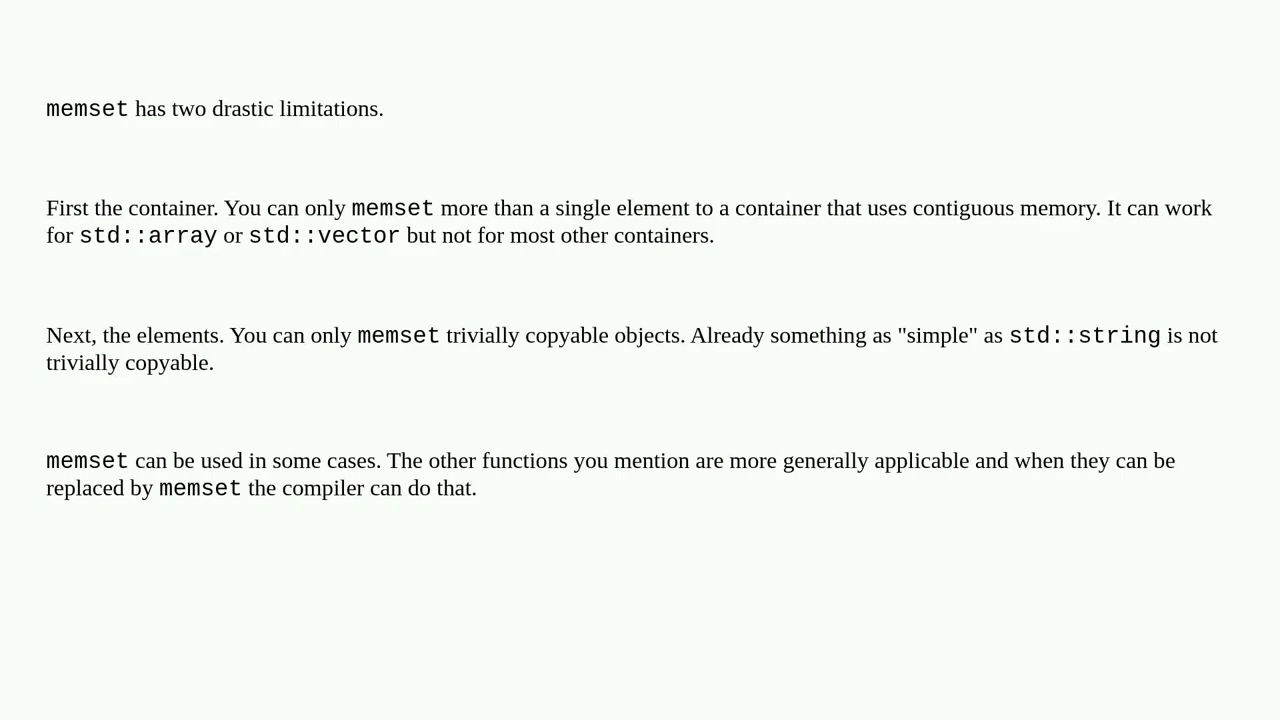 memset has two drastic limitations.
First the container. You can only memset more than a single element to a container that uses contiguous memory. It can work
for std::array or std::vector but not for most other containers.
Next, the elements. You can only memset trivially copyable objects. Already something as "simple" as std::string is not
trivially copyable.
memset can be used in some cases. The other functions you mention are more generally applicable and when they can be
replaced by memset the compiler can do that.